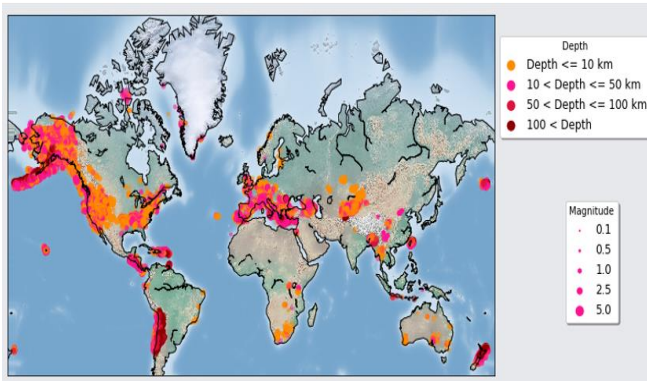 Depth
Depth <= 10 km
10 < Depth <= 50 km
50 < Depth <= 100 km
100 < Depth
Magnitude
0.1
0.5
1.0
2.5
5.0